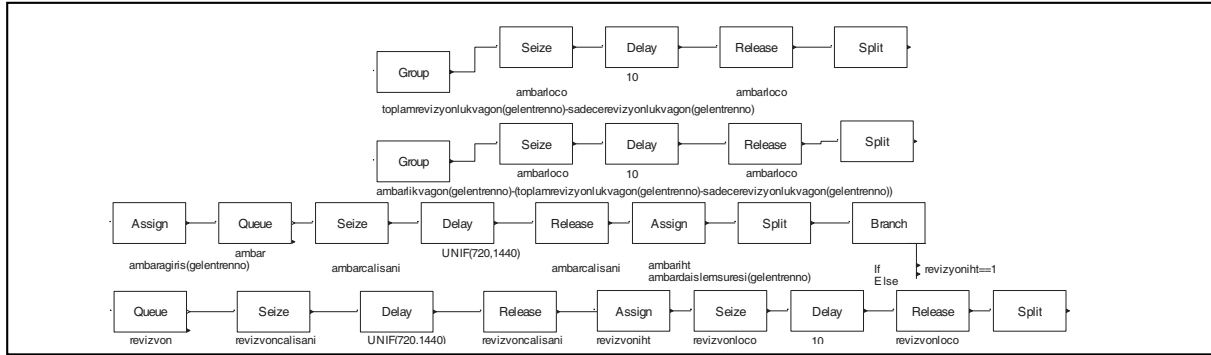 Group Seize Delay Release Split
10
ambarloco ambarloco
toplamrevizyonlukvagon(gelentrenno)-sadecerevizyonlukvagon(gelentrenno)
Group Seize Delay Release Split
ambarloco 10 ambarloco
ambarlikvagon(gelentrenno)-(toplamrevizyonlukvagon(gelentrenno)-sadecerevizyonlukvagon(gelentrenno))
Assign Queue Seize Delay Release Assign Split Branch
ambar UNIF(720,1440)
ambaragiris(gelentrenno) ambarcalisani ambarcalisani ambariht
ambardaislemsuresi(gelentrenno)
If revizyoniht==1
Else
Queue Seize Delay Release Assign Seize Delay Release Split
revizvon revizvoncalisani UNIF(720.1440) revizvoncalisani revizvoniht revizvonloco 10 revizvonloco